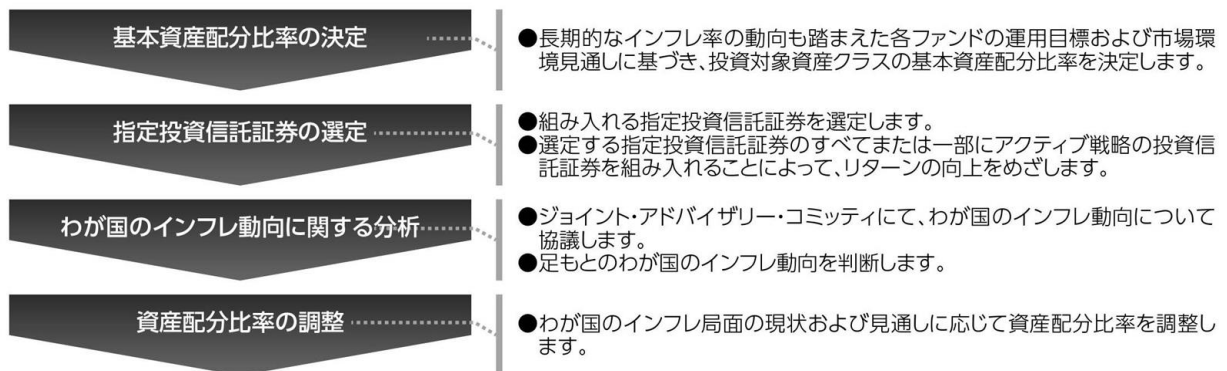 基本資産配分比率の決定
●長期的なインフレ率の動向も踏まえた各ファンドの運用目標および市場環
境見通しに基づき、投資対象資産クラスの基本資産配分比率を決定します。
指定投資信託証券の選定
●組み入れる指定投資信託証券を選定します。
●選定する指定投資信託証券のすべてまたは一部にアクティブ戦略の投資信
託証券を組み入れることによって、リターンの向上をめざします。
わが国のインフレ動向に関する分析
●ジョイント・アドバイザリー・コミッティにて、わが国のインフレ動向について
協議します。
●足もとのわが国のインフレ動向を判断します。
資産配分比率の調整
●わが国のインフレ局面の現状および見通しに応じて資産配分比率を調整し
ます。